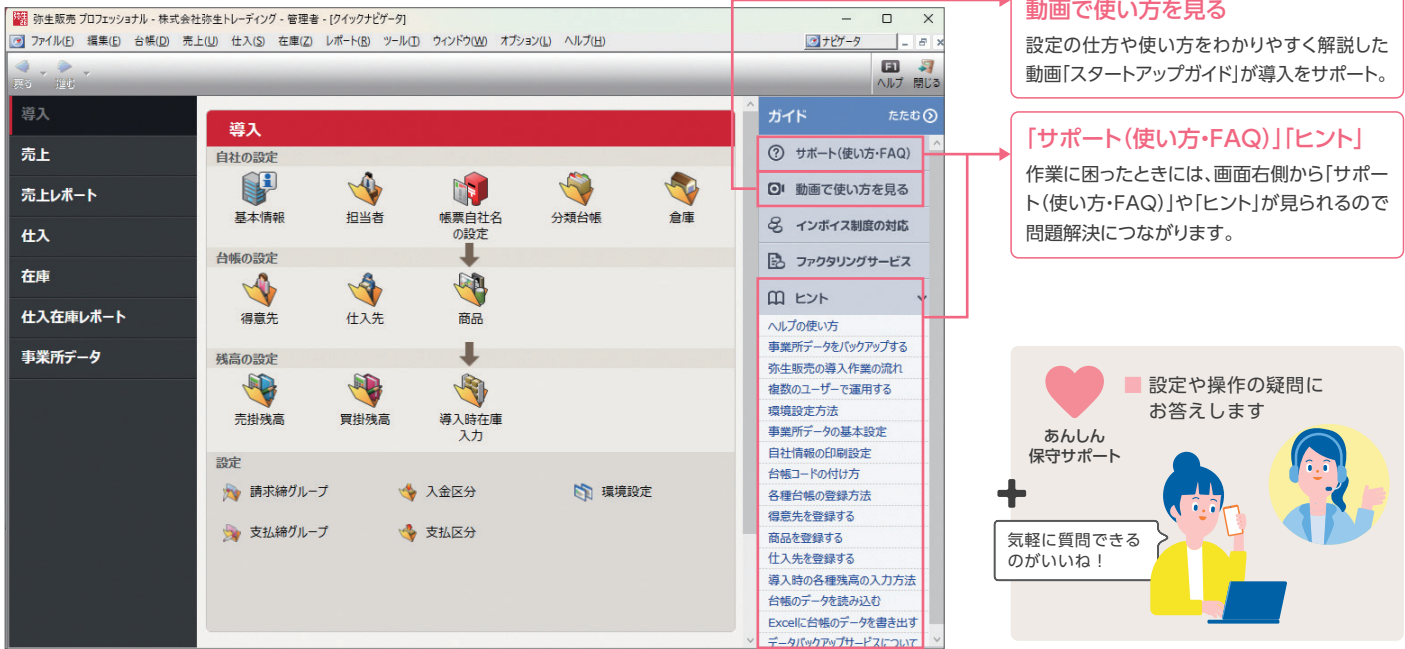 弥生販売 プロフェッショナル - 株式会社弥生トレーディング - 管理者 - [クイックナビゲータ]
ファイル(F) 編集(E) 台帳(D) 売上(U) 仕入(S) 在庫(Z) レポート(R) ツール(T) ウィンドウ(W) オプション(L) ヘルプ(H)
ナビゲータ
戻る 進む
F1
ヘルプ 閉じる
導入
売上
売上レポート
仕入
在庫
仕入在庫レポート
事業所データ
導入
自社の設定
基本情報
担当者
帳票自社名
の設定
分類台帳
倉庫
台帳の設定
得意先
仕入先
商品
残高の設定
売掛残高
買掛残高
導入時在庫
入力
設定
請求締グループ
入金区分
環境設定
支払締グループ
支払区分
ガイド たたむ
サポート(使い方・FAQ)
動画で使い方を見る
インボイス制度の対応
ファクタリングサービス
ヒント
ヘルプの使い方
事業所データをバックアップする
弥生販売の導入作業の流れ
複数のユーザーで運用する
環境設定方法
事業所データの基本設定
自社情報の印刷設定
台帳コードの付け方
各種台帳の登録方法
得意先を登録する
商品を登録する
仕入先を登録する
導入時の各種残高の入力方法
台帳のデータを読み込む
Excelに台帳のデータを書き出す
データバックアップサービスについて
動画で使い方を見る
設定の仕方や使い方をわかりやすく解説した
動画「スタートアップガイド」が導入をサポート。
「サポート(使い方・FAQ)」「ヒント」
作業に困ったときには、画面右側から「サポー
ト(使い方・FAQ)」や「ヒント」が見られるので
問題解決につながります。
あんしん
保守サポート
設定や操作の疑問に
お答えします
気軽に質問できる
のがいいね！